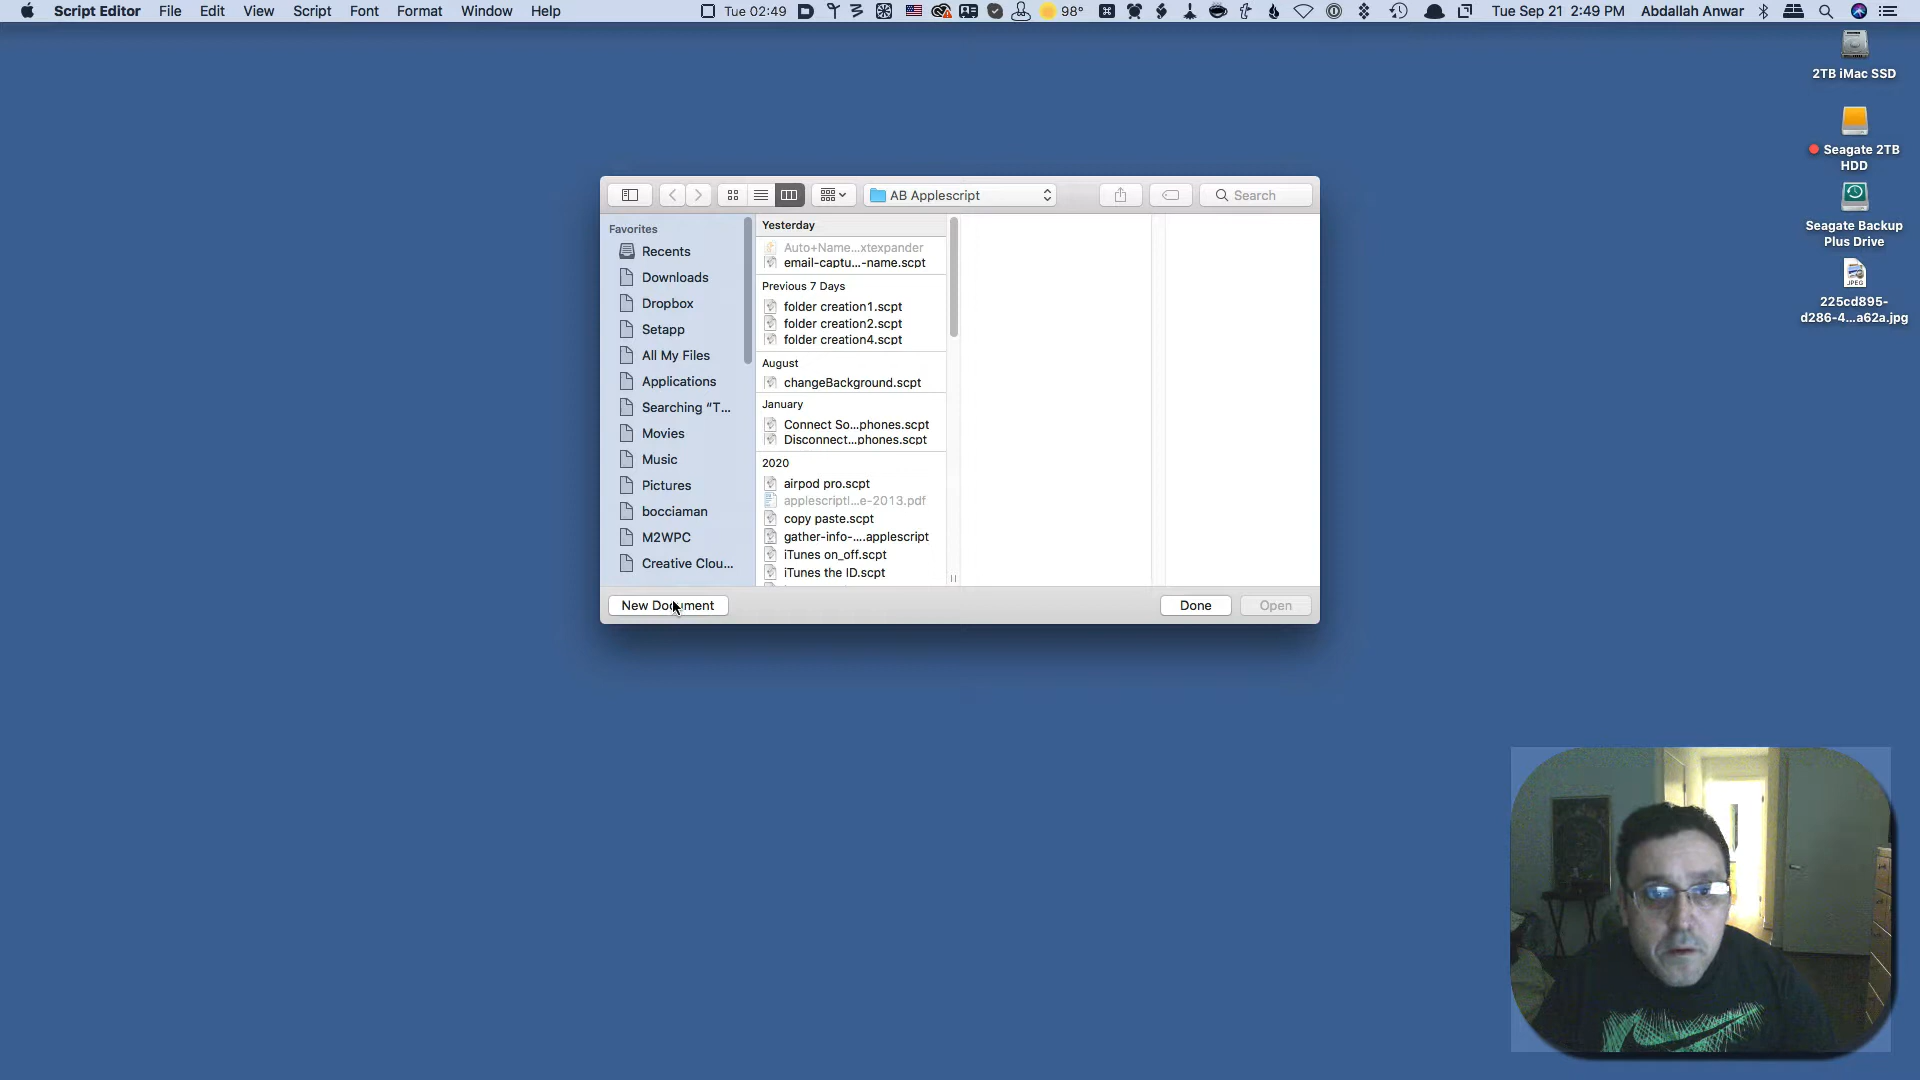 Script Editor File Edit View Script Font Format Window Help Tue 02:49 98° Tue Sep 21 2:49 PM Abdallah Anwar
2TB iMac SSD
Seagate 2TB
HDD
Seagate Backup
Plus Drive
JPEG
225cd895-
d286-4...a62a.jpg
AB Applescript
Search
Favorites
Recents
Downloads
Dropbox
Setapp
All My Files
Applications
Searching “T...
Movies
Music
Pictures
bocciaman
M2WPC
Creative Clou...
Yesterday
Auto+Name...xtexpander
email-captu...-name.scpt
Previous 7 Days
folder creation1.scpt
folder creation2.scpt
folder creation4.scpt
August
changeBackground.scpt
January
Connect So...phones.scpt
Disconnect...phones.scpt
2020
airpod pro.scpt
applescriptl...e-2013.pdf
copy paste.scpt
gather-info-....applescript
iTunes on_off.scpt
iTunes the ID.scpt
New Document
Done
Open